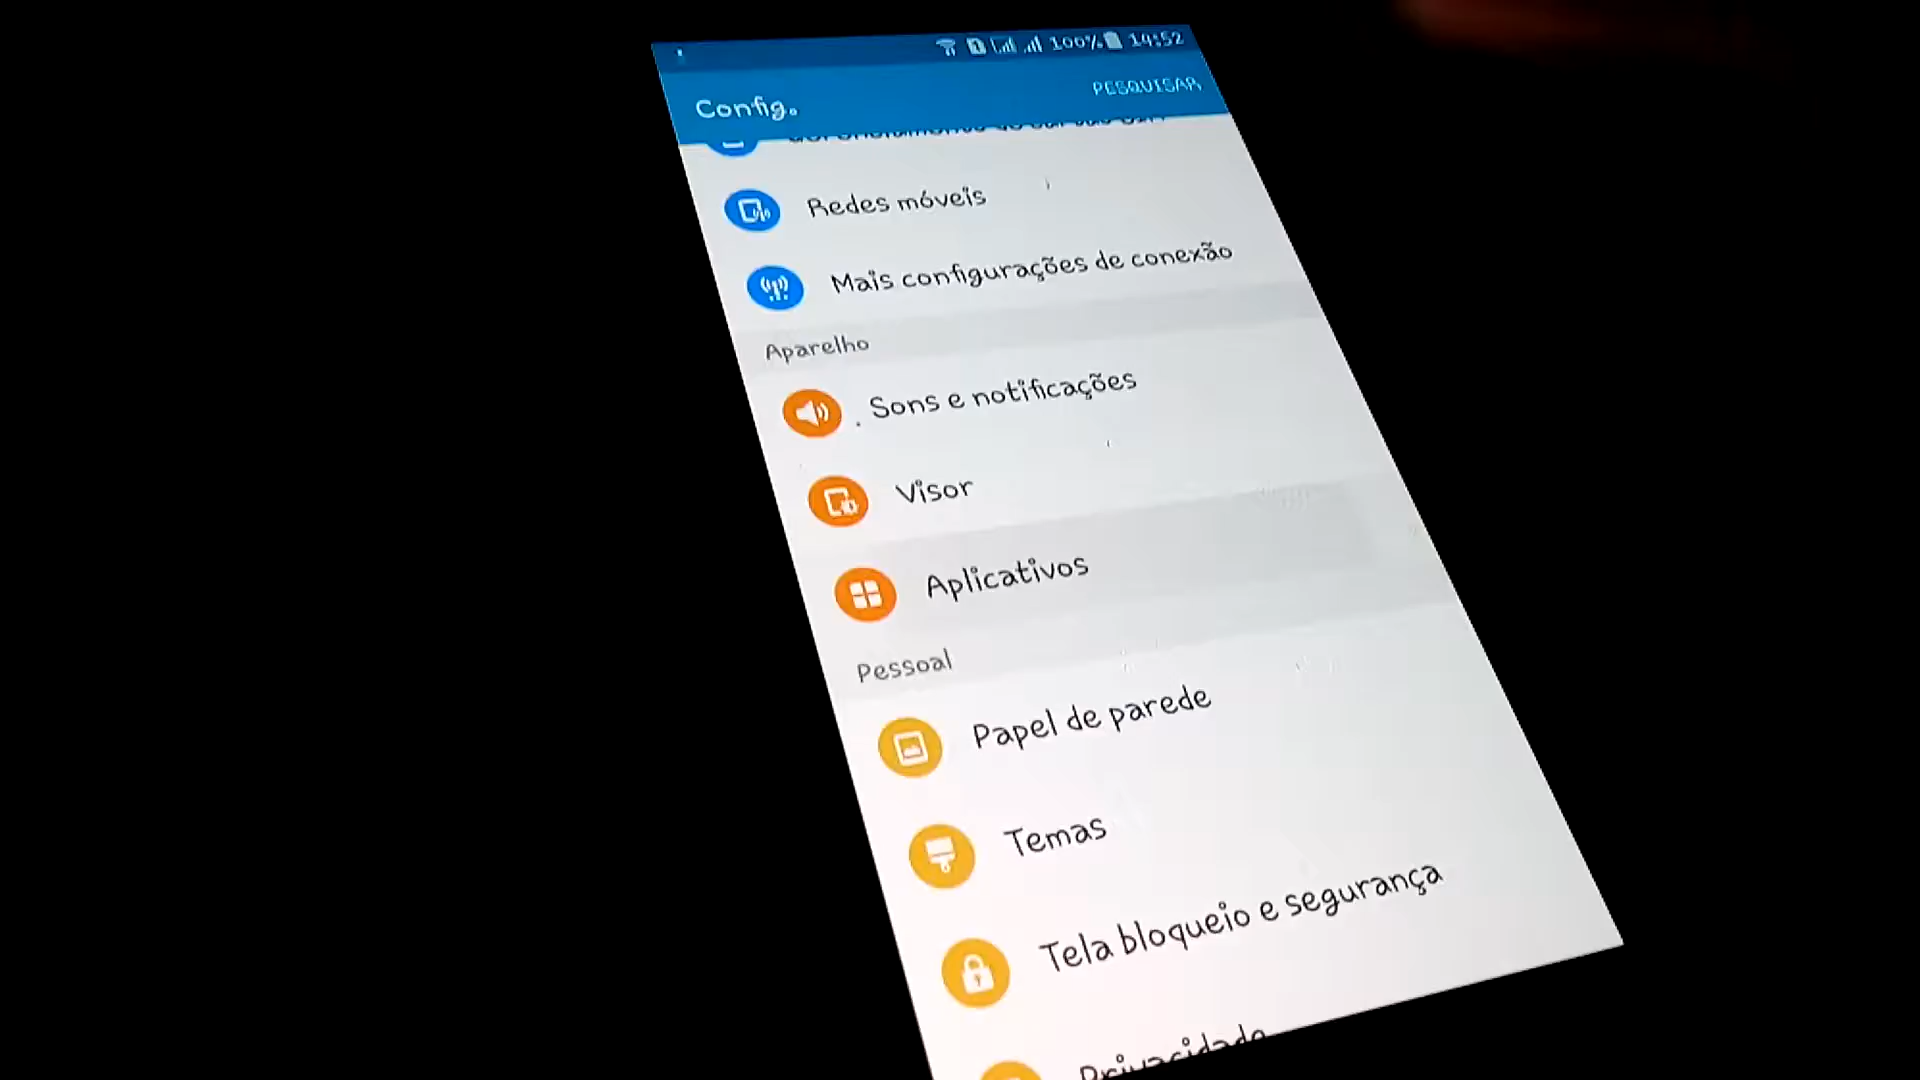 100% 14:52
Config.
PESQUISAR
Redes móveis
Mais configurações de conexão
Aparelho
Sons e notificações
Visor
Aplicativos
Pessoal
Papel de parede
Temas
Tela bloqueio e segurança
Privacidade